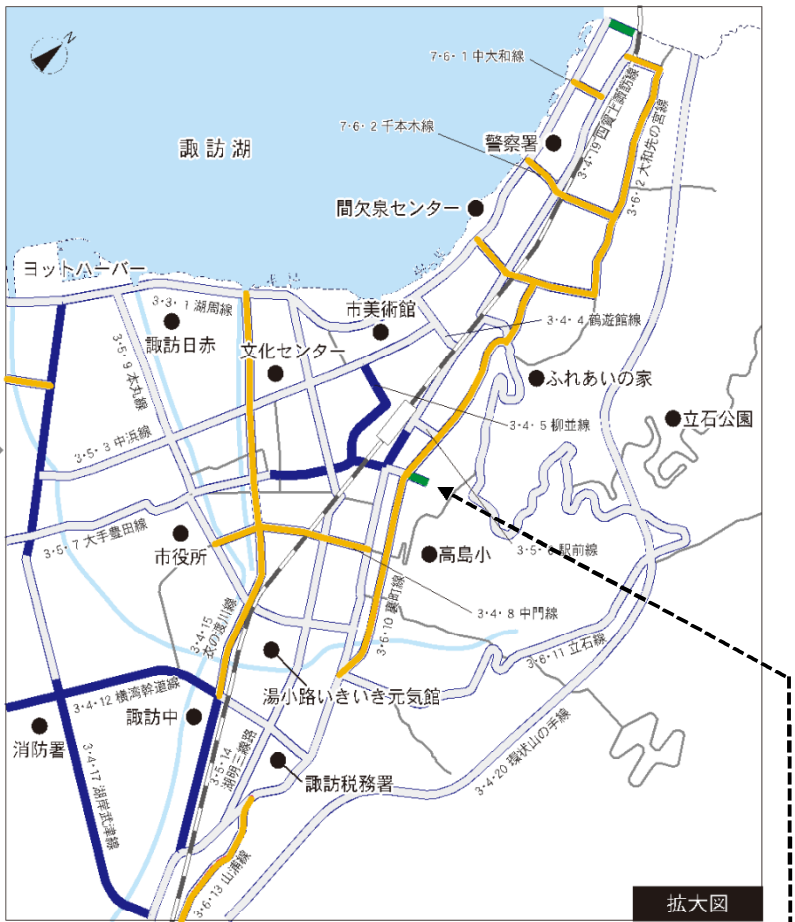 N
7・6・1 中大和線
7・6・2 千本木線
警察署
3・4・19 四賀上諏訪線
3・6・12 大和先の宮線
諏訪湖
間欠泉センター
ヨットハーバー
3・3・1 湖周線
市美術館
3・4・4 鶴遊館線
諏訪日赤
文化センター
3・5・9 本丸線
ふれあいの家
3・4・5 柳並線
立石公園
3・5・3 中浜線
3・5・7 大手豊田線
市役所
高島小
3・5・6 駅前線
3・4・8 中門線
3・4・15
衣の渡川線
3・6・10 裏町線
3・6・11 立石線
湯小路いきいき元気館
3・4・12 横湾幹道線
諏訪中
消防署
3・5・14
湖明三線路
諏訪税務署
3・4・20 環状山の手線
3・4・17 湖岸武津線
3・6・13 山浦線
拡大図